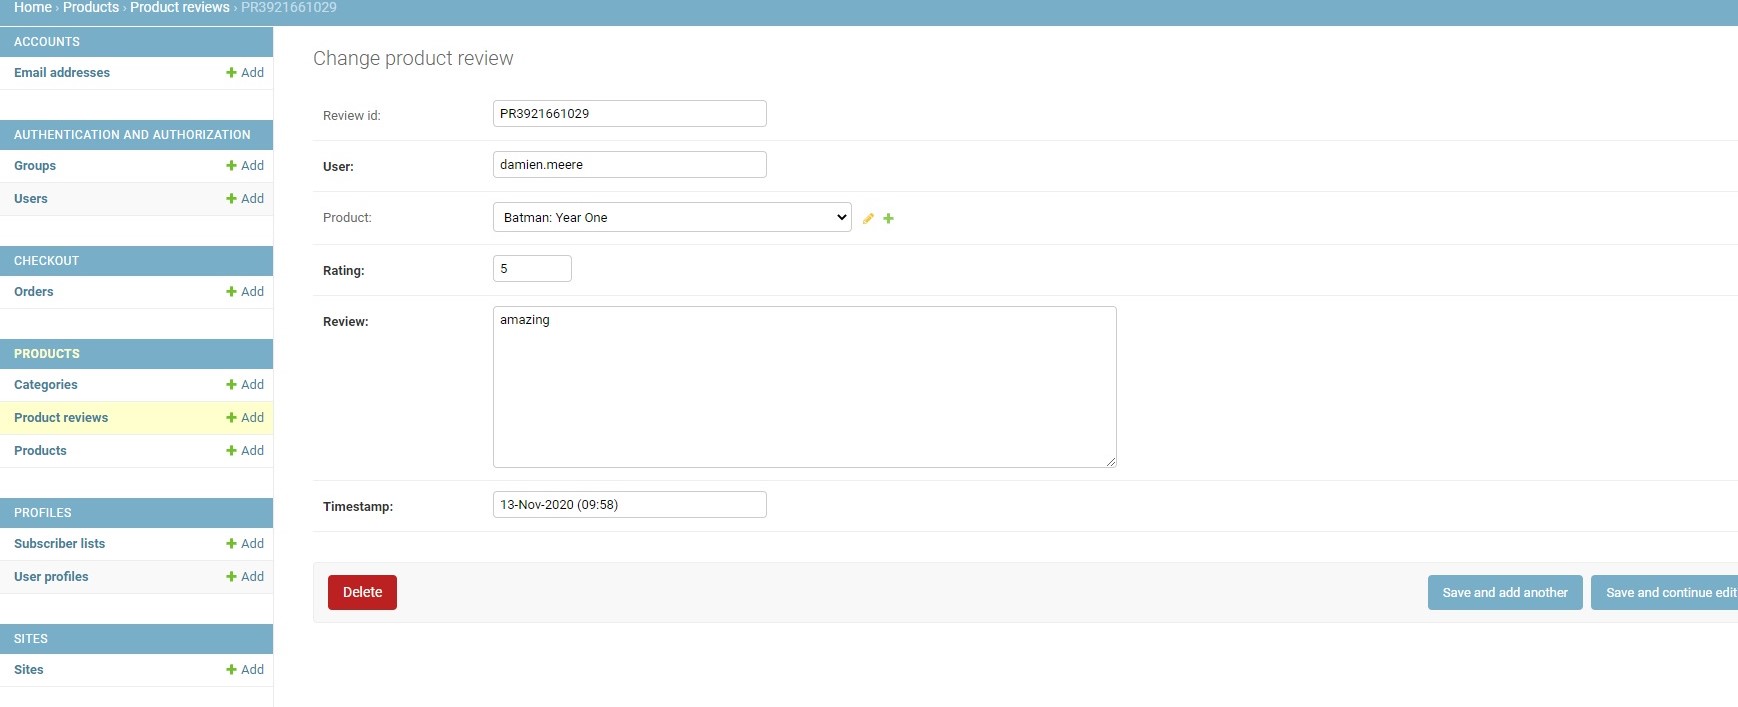 Home › Products › Product reviews › PR3921661029
ACCOUNTS
Email addresses Add
AUTHENTICATION AND AUTHORIZATION
Groups Add
Users Add
CHECKOUT
Orders Add
PRODUCTS
Categories Add
Product reviews Add
Products Add
PROFILES
Subscriber lists Add
User profiles Add
SITES
Sites Add
Change product review
Review id: PR3921661029
User: damien.meere
Product: Batman: Year One
Rating: 5
Review: amazing
Timestamp: 13-Nov-2020 (09:58)
Delete Save and add another Save and continue edit